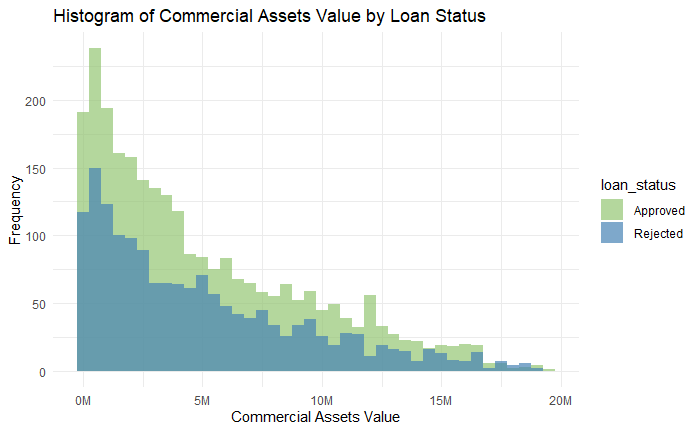 Histogram of Commercial Assets Value by Loan Status
200
150
100
50
0
Frequency
0M 5M 10M 15M 20M
Commercial Assets Value
loan_status
Approved
Rejected